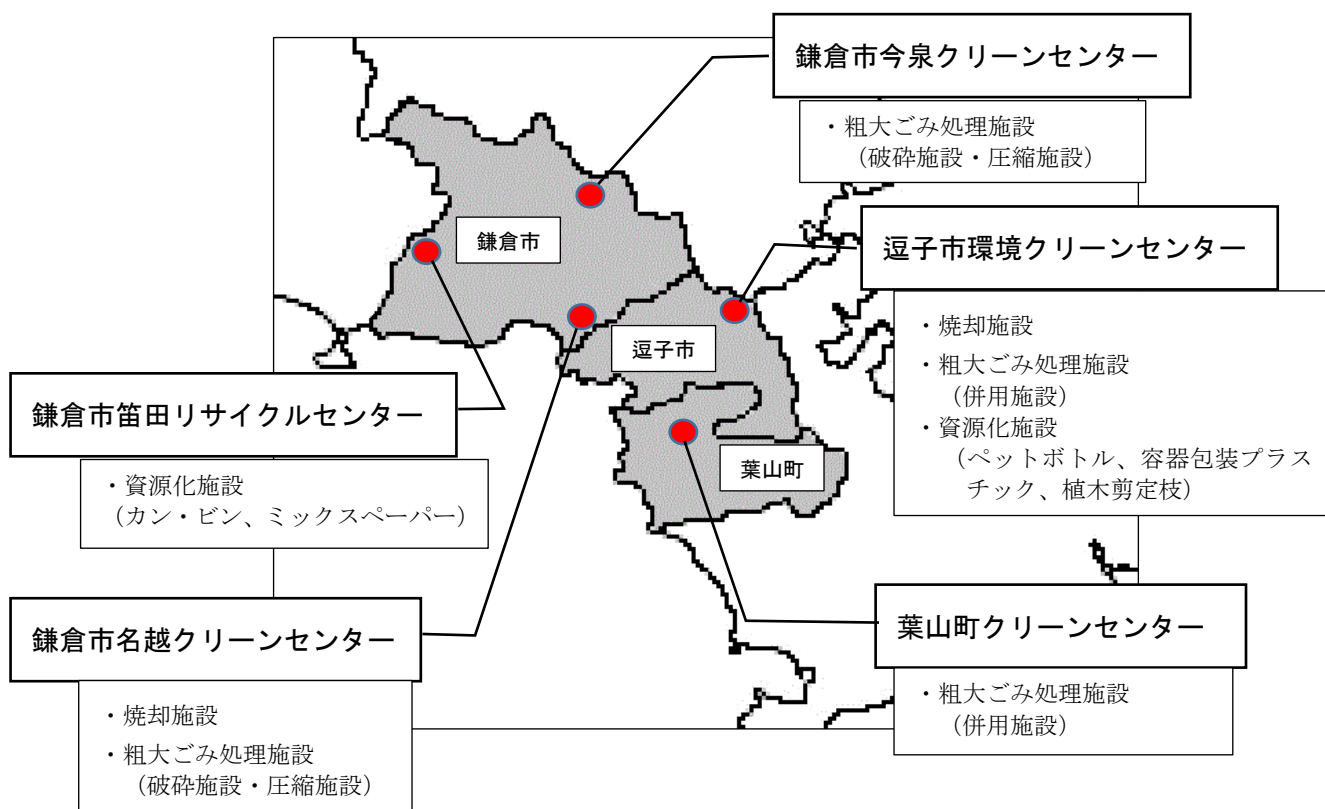 鎌倉市今泉クリーンセンター
・粗大ごみ処理施設
（破砕施設・圧縮施設）
逗子市環境クリーンセンター
・焼却施設
・粗大ごみ処理施設
（併用施設）
・資源化施設
（ペットボトル、容器包装プラス
チック、植木剪定枝）
鎌倉市
逗子市
葉山町
鎌倉市笛田リサイクルセンター
・資源化施設
（カン・ビン、ミックスペーパー）
鎌倉市名越クリーンセンター
・焼却施設
・粗大ごみ処理施設
（破砕施設・圧縮施設）
葉山町クリーンセンター
・粗大ごみ処理施設
（併用施設）